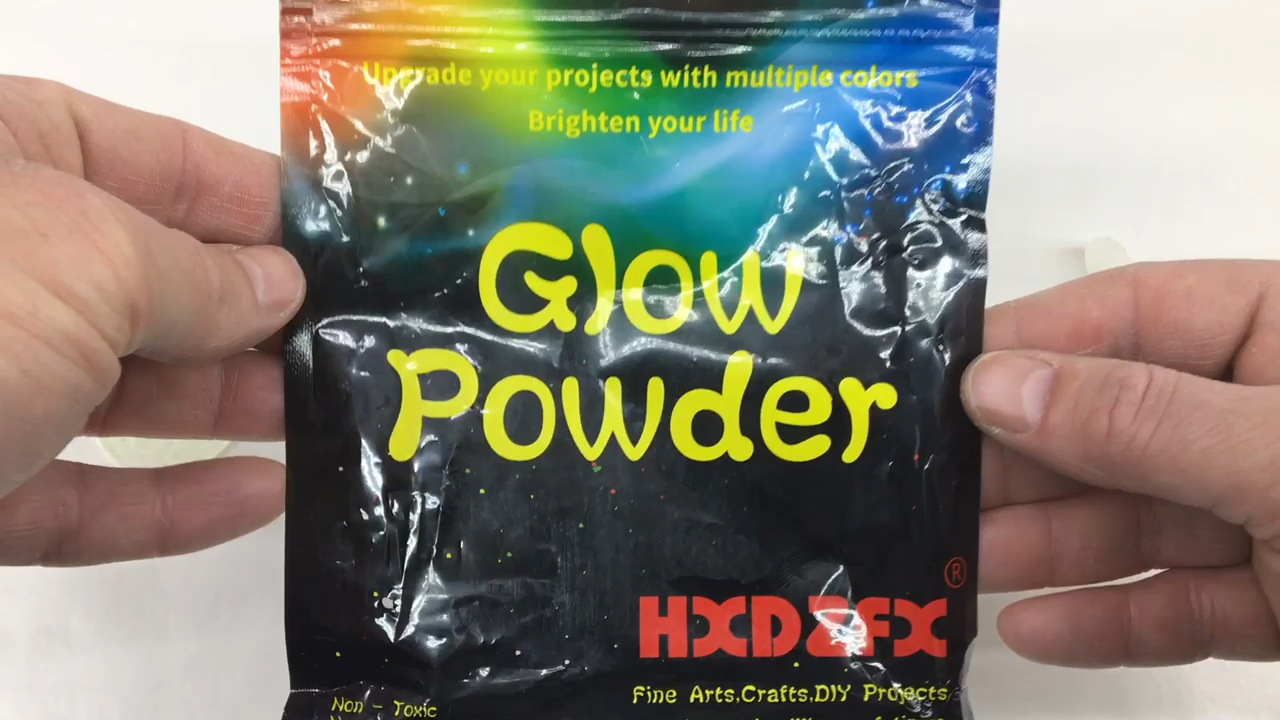 Upgrade your projects with multiple colors
Brighten your life
Glow
Powder
®
HXDZFX
Fine Arts,Crafts,DIY Projects
Non - Toxic